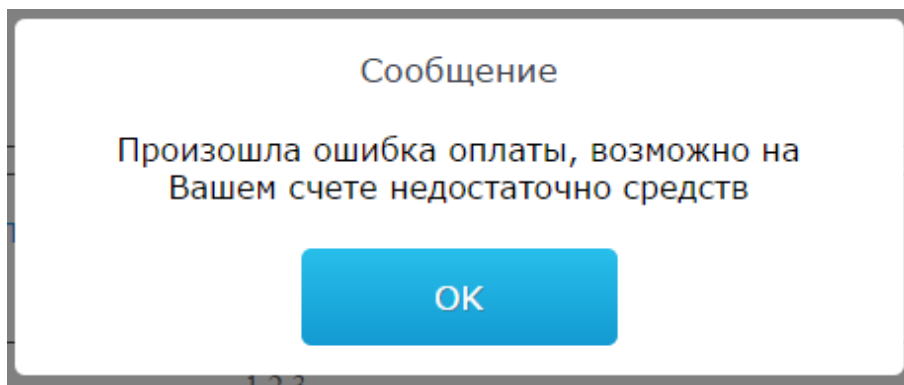 Сообщение
Произошла ошибка оплаты, возможно на
Вашем счете недостаточно средств
OK